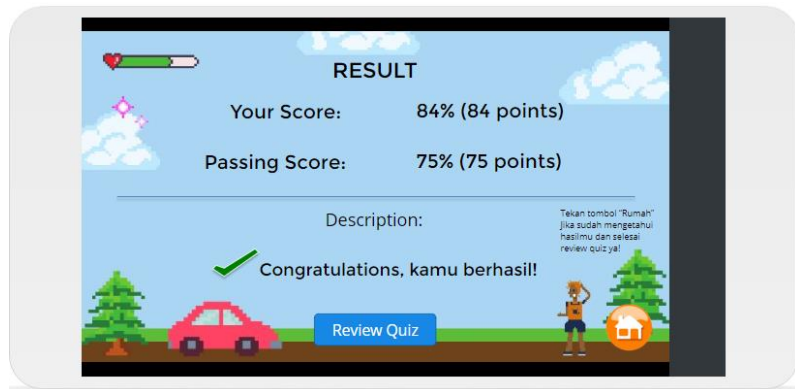 RESULT
Your Score: 84% (84 points)
Passing Score: 75% (75 points)
Description:
Tekan tombol "Rumah"
Jika sudah mengetahui
hasilmu dan selesai
review quiz ya!
Congratulations, kamu berhasil!
Review Quiz